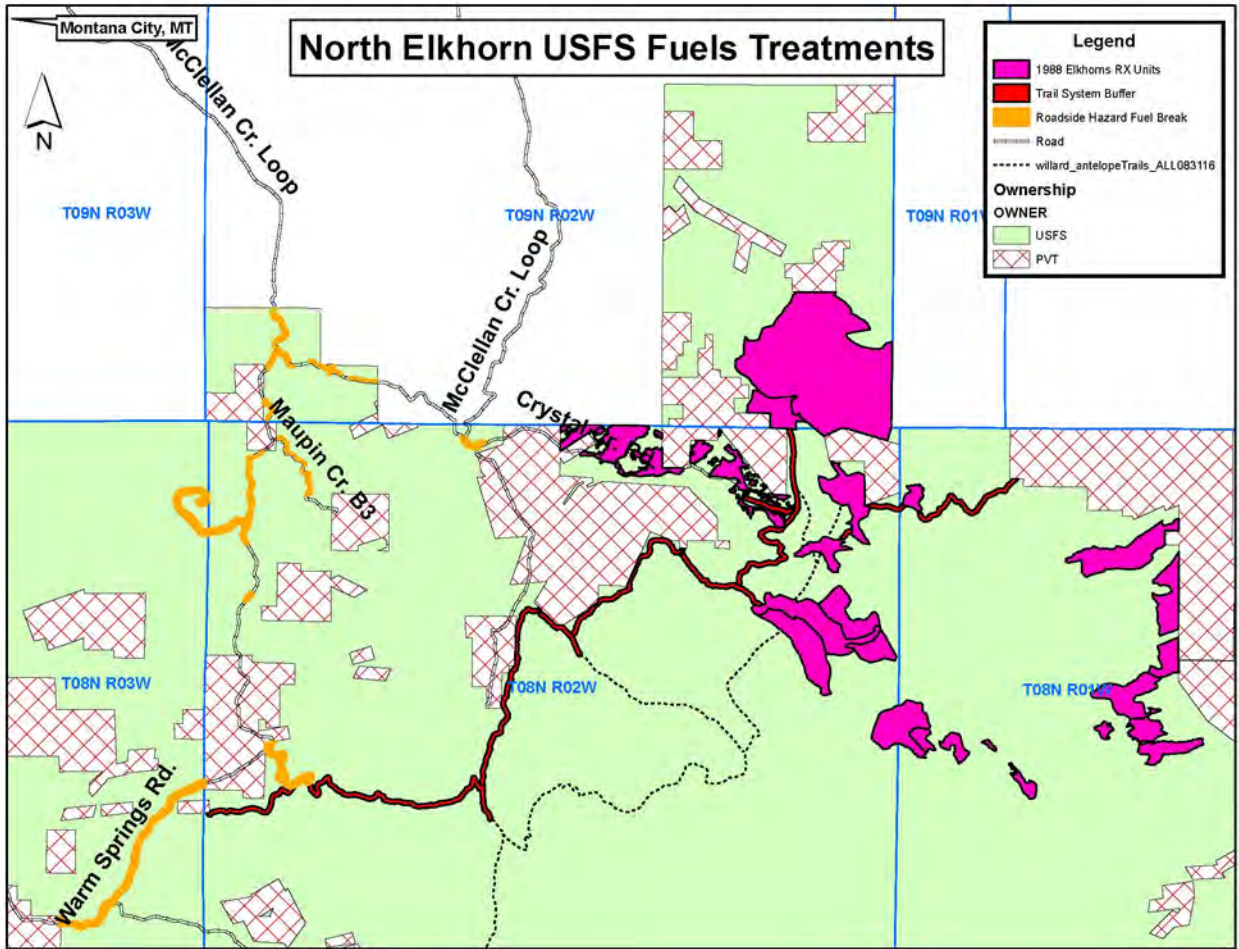 Montana City, MT
North Elkhorn USFS Fuels Treatments
Legend
1988 Elkhorns RX Units
Trail System Buffer
Roadside Hazard Fuel Break
Road
willard_antelopeTrails_ALL083116
Ownership
OWNER
USFS
PVT
N
McClellan Cr. Loop
T09N R03W
T09N R02W
T09N R01W
McClellan Cr. Loop
Crystal
Maupin Cr. B3
T08N R03W
T08N R02W
T08N R01W
Warm Springs Rd.